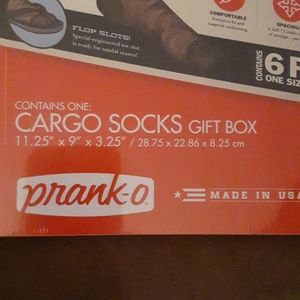 COMFORTABLE
FLOP SLOTS!
Special-engineered toe slot
is ready for sandal season!
CONTAINS
6 P
ONE SIZ
CONTAINS ONE:
CARGO SOCKS GIFT BOX
11.25" x 9" x 3.25" / 28.75 x 22.86 x 8.25 cm
prank-o
MADE IN USA